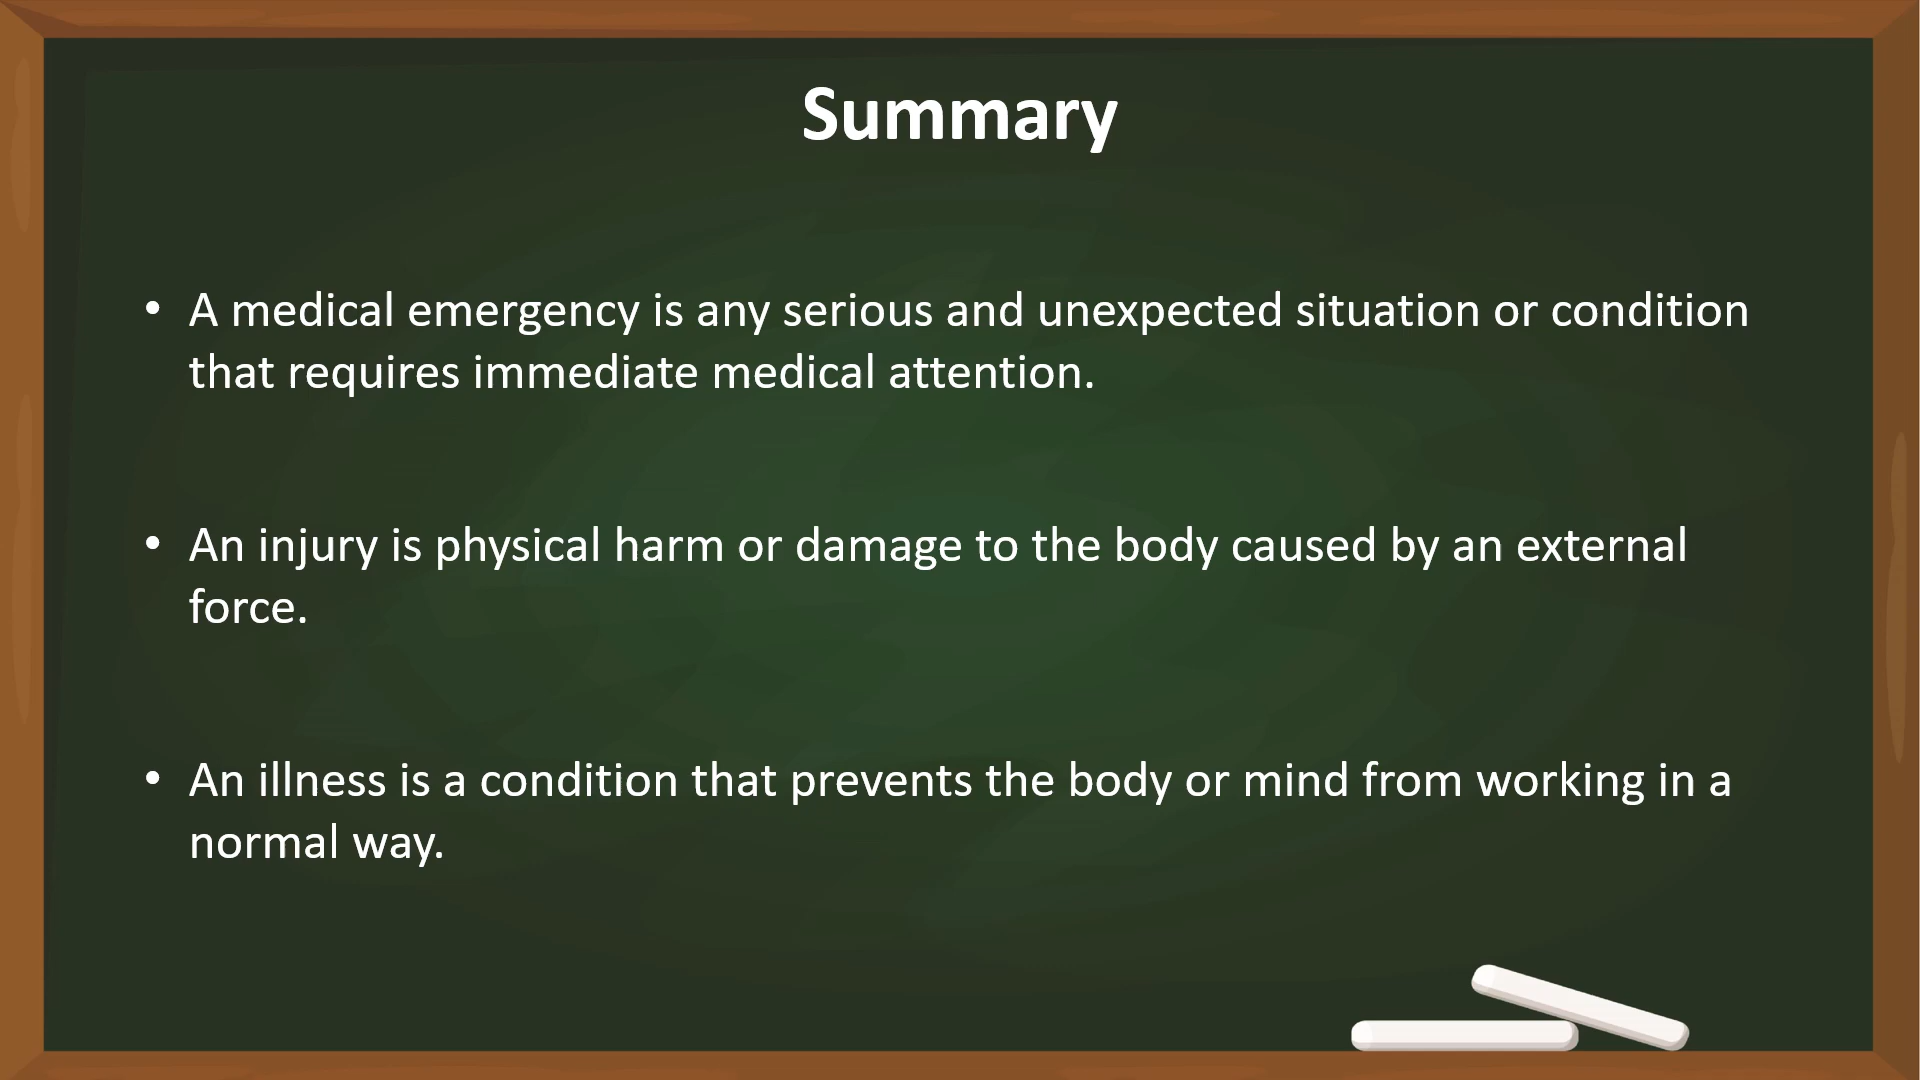 Summary
• A medical emergency is any serious and unexpected situation or condition
that requires immediate medical attention.
• An injury is physical harm or damage to the body caused by an external
force.
• An illness is a condition that prevents the body or mind from working in a
normal way.